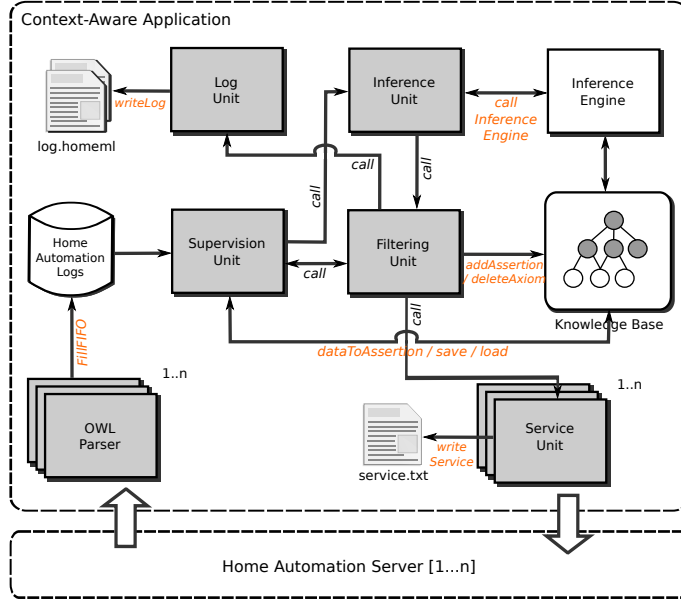 Context-Aware Application
Log
Unit
Inference
Unit
Inference
Engine
writeLog
call
Inference
Engine
log.homeml
call
call
call
Home
Automation
Logs
Supervision
Unit
Filtering
Unit
call
addAssertion
/ deleteAxiom
call
Knowledge Base
FillFIFO
dataToAssertion / save / load
1..n
1..n
OWL
Parser
Service
Unit
write
Service
service.txt
Home Automation Server [1...n]